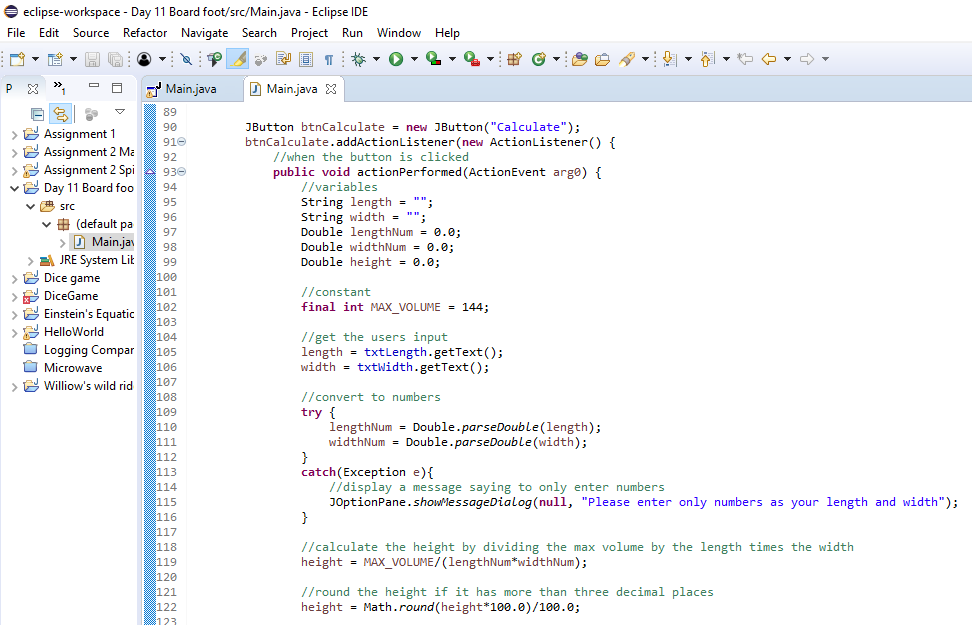 eclipse-workspace - Day 11 Board foot/src/Main.java - Eclipse IDE
File Edit Source Refactor Navigate Search Project Run Window Help
P »1 Main.java Main.java
Assignment 1
Assignment 2 Ma
Assignment 2 Spi
Day 11 Board foo
src
(default pa
Main.jav
JRE System Lib
Dice game
DiceGame
Einstein's Equatic
HelloWorld
Logging Compar
Microwave
Williow's wild rid
89
90 JButton btnCalculate = new JButton("Calculate");
91 btnCalculate.addActionListener(new ActionListener() {
92 //when the button is clicked
93 public void actionPerformed(ActionEvent arg0) {
94 //variables
95 String length = "";
96 String width = "";
97 Double lengthNum = 0.0;
98 Double widthNum = 0.0;
99 Double height = 0.0;
100
101 //constant
102 final int MAX_VOLUME = 144;
103
104 //get the users input
105 length = txtLength.getText();
106 width = txtWidth.getText();
107
108 //convert to numbers
109 try {
110 lengthNum = Double.parseDouble(length);
111 widthNum = Double.parseDouble(width);
112 }
113 catch(Exception e){
114 //display a message saying to only enter numbers
115 JOptionPane.showMessageDialog(null, "Please enter only numbers as your length and width");
116 }
117
118 //calculate the height by dividing the max volume by the length times the width
119 height = MAX_VOLUME/(lengthNum*widthNum);
120
121 //round the height if it has more than three decimal places
122 height = Math.round(height*100.0)/100.0;
123